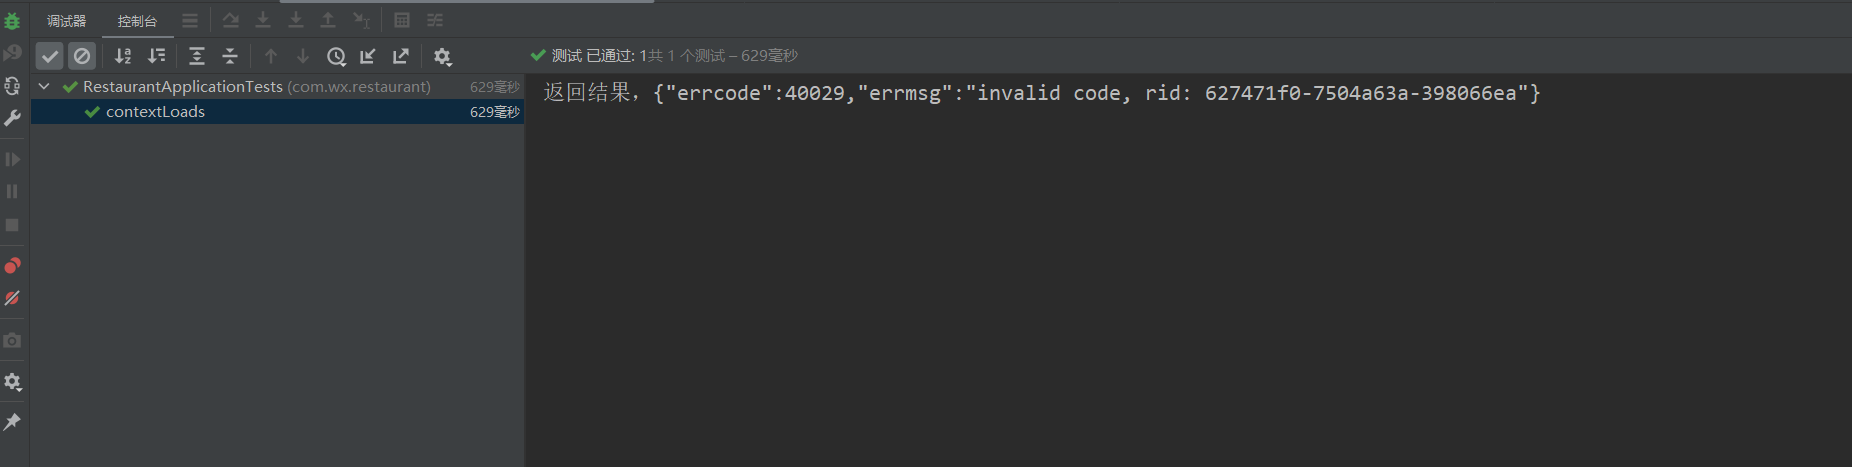 调试器 控制台
测试 已通过: 1共 1 个测试 – 629毫秒
RestaurantApplicationTests (com.wx.restaurant) 629毫秒
contextLoads 629毫秒
返回结果，{"errcode":40029,"errmsg":"invalid code, rid: 627471f0-7504a63a-398066ea"}